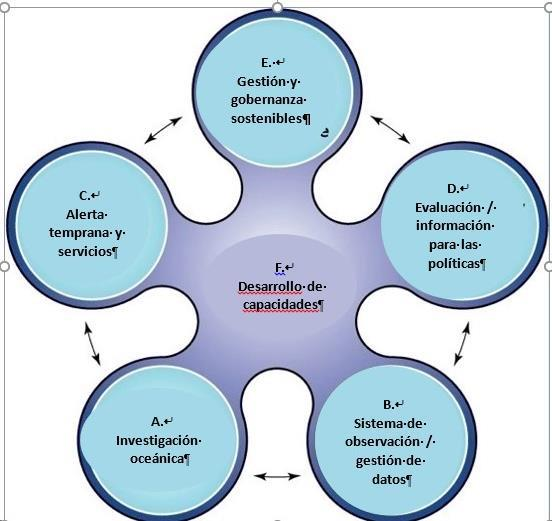 E.
Gestión y
gobernanza
sostenibles
C.
Alerta
temprana y
servicios
D.
Evaluación /
información
para las
políticas
F.
Desarrollo de
capacidades
A.
Investigación
oceánica
B.
Sistema de
observación /
gestión de
datos